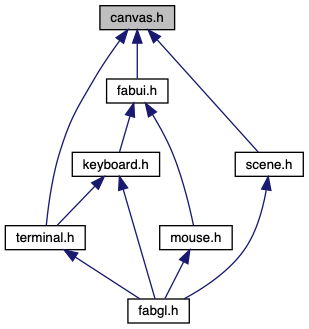 canvas.h
fabui.h
keyboard.h
scene.h
terminal.h
mouse.h
fabgl.h